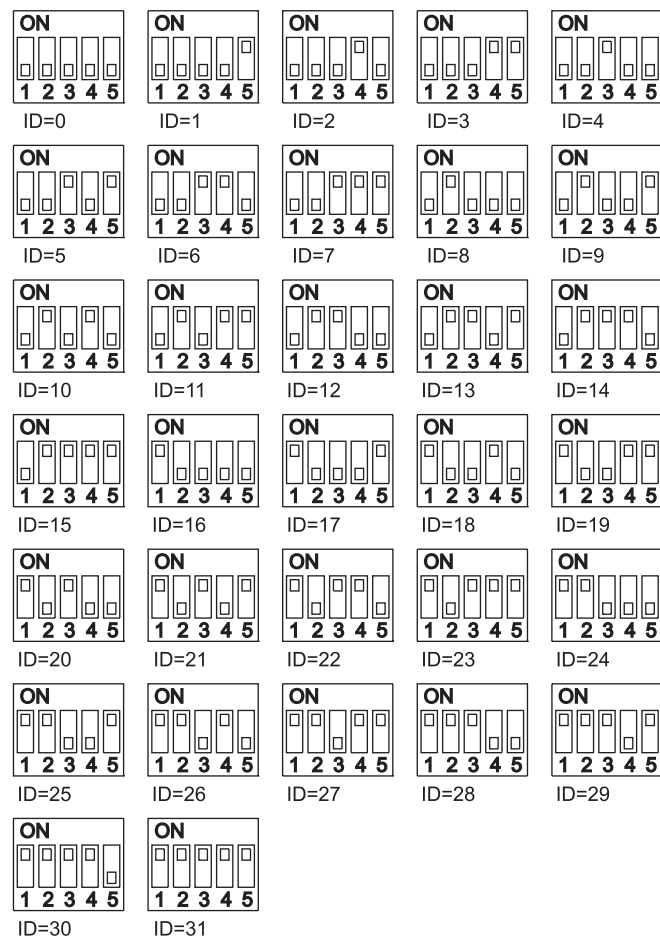 ON ON ON ON ON
1 2 3 4 5 1 2 3 4 5 1 2 3 4 5 1 2 3 4 5 1 2 3 4 5
ID=0 ID=1 ID=2 ID=3 ID=4
ON ON ON ON ON
1 2 3 4 5 1 2 3 4 5 1 2 3 4 5 1 2 3 4 5 1 2 3 4 5
ID=5 ID=6 ID=7 ID=8 ID=9
ON ON ON ON ON
1 2 3 4 5 1 2 3 4 5 1 2 3 4 5 1 2 3 4 5 1 2 3 4 5
ID=10 ID=11 ID=12 ID=13 ID=14
ON ON ON ON ON
1 2 3 4 5 1 2 3 4 5 1 2 3 4 5 1 2 3 4 5 1 2 3 4 5
ID=15 ID=16 ID=17 ID=18 ID=19
ON ON ON ON ON
1 2 3 4 5 1 2 3 4 5 1 2 3 4 5 1 2 3 4 5 1 2 3 4 5
ID=20 ID=21 ID=22 ID=23 ID=24
ON ON ON ON ON
1 2 3 4 5 1 2 3 4 5 1 2 3 4 5 1 2 3 4 5 1 2 3 4 5
ID=25 ID=26 ID=27 ID=28 ID=29
ON ON
1 2 3 4 5 1 2 3 4 5
ID=30 ID=31